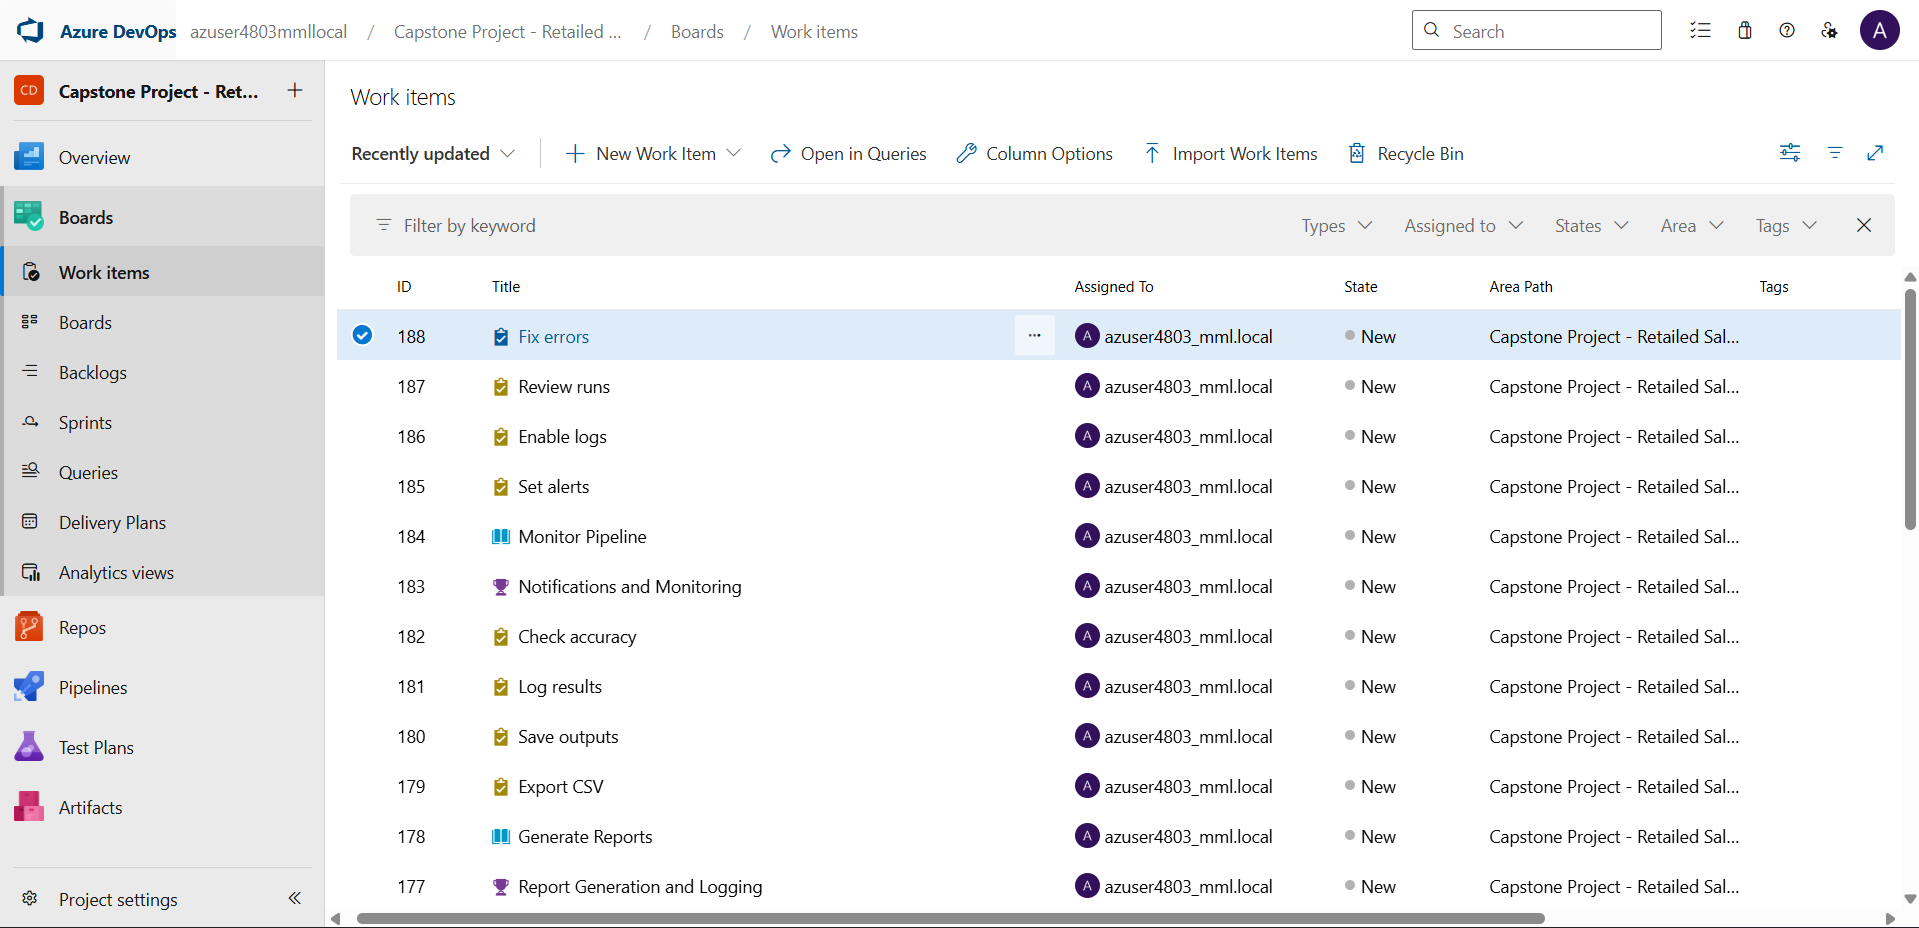 Azure DevOps azuser4803mmllocal / Capstone Project - Retailed ... / Boards / Work items Search A
CD Capstone Project - Ret... +
Overview
Boards
Work items
Boards
Backlogs
Sprints
Queries
Delivery Plans
Analytics views
Repos
Pipelines
Test Plans
Artifacts
Project settings
Work items
Recently updated New Work Item Open in Queries Column Options Import Work Items Recycle Bin
Filter by keyword Types Assigned to States Area Tags
ID Title Assigned To State Area Path Tags
188 Fix errors ... A azuser4803_mml.local New Capstone Project - Retailed Sal...
187 Review runs A azuser4803_mml.local New Capstone Project - Retailed Sal...
186 Enable logs A azuser4803_mml.local New Capstone Project - Retailed Sal...
185 Set alerts A azuser4803_mml.local New Capstone Project - Retailed Sal...
184 Monitor Pipeline A azuser4803_mml.local New Capstone Project - Retailed Sal...
183 Notifications and Monitoring A azuser4803_mml.local New Capstone Project - Retailed Sal...
182 Check accuracy A azuser4803_mml.local New Capstone Project - Retailed Sal...
181 Log results A azuser4803_mml.local New Capstone Project - Retailed Sal...
180 Save outputs A azuser4803_mml.local New Capstone Project - Retailed Sal...
179 Export CSV A azuser4803_mml.local New Capstone Project - Retailed Sal...
178 Generate Reports A azuser4803_mml.local New Capstone Project - Retailed Sal...
177 Report Generation and Logging A azuser4803_mml.local New Capstone Project - Retailed Sal...